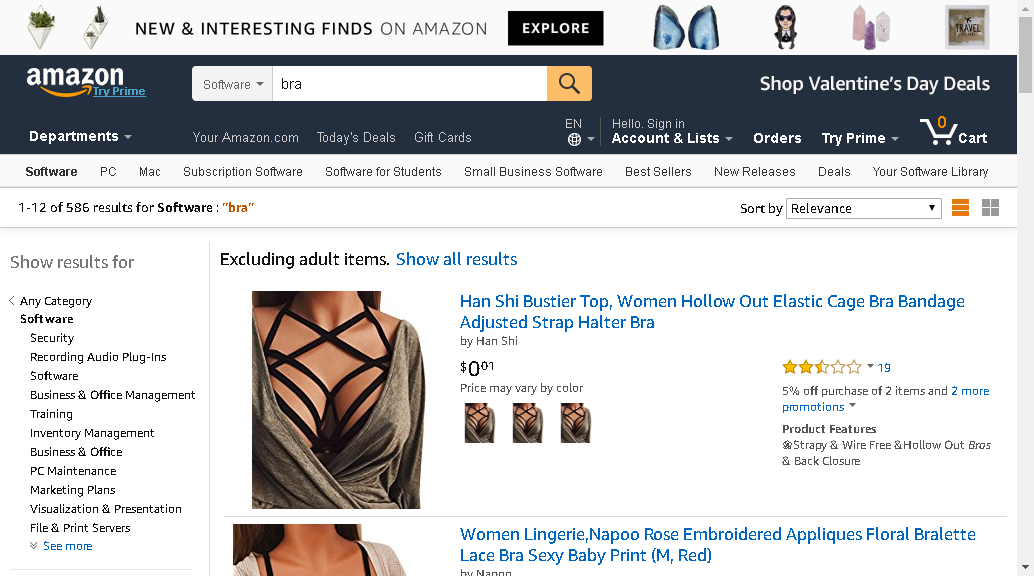 NEW & INTERESTING FINDS ON AMAZON EXPLORE
amazon
Try Prime
Software
bra
Shop Valentine's Day Deals
Departments
Your Amazon.com Today's Deals Gift Cards
EN
Hello. Sign in
Account & Lists
Orders
Try Prime
0
Cart
Software PC Mac Subscription Software Software for Students Small Business Software Best Sellers New Releases Deals Your Software Library
1-12 of 586 results for Software : "bra"
Sort by Relevance
Show results for
Any Category
Software
Security
Recording Audio Plug-Ins
Software
Business & Office Management
Training
Inventory Management
Business & Office
PC Maintenance
Marketing Plans
Visualization & Presentation
File & Print Servers
See more
Excluding adult items. Show all results
Han Shi Bustier Top, Women Hollow Out Elastic Cage Bra Bandage
Adjusted Strap Halter Bra
by Han Shi
$0.01
Price may vary by color
19
5% off purchase of 2 items and 2 more
promotions
Product Features
❀Strapy & Wire Free &Hollow Out Bras
& Back Closure
Women Lingerie,Napoo Rose Embroidered Appliques Floral Bralette
Lace Bra Sexy Baby Print (M, Red)
by Napoo